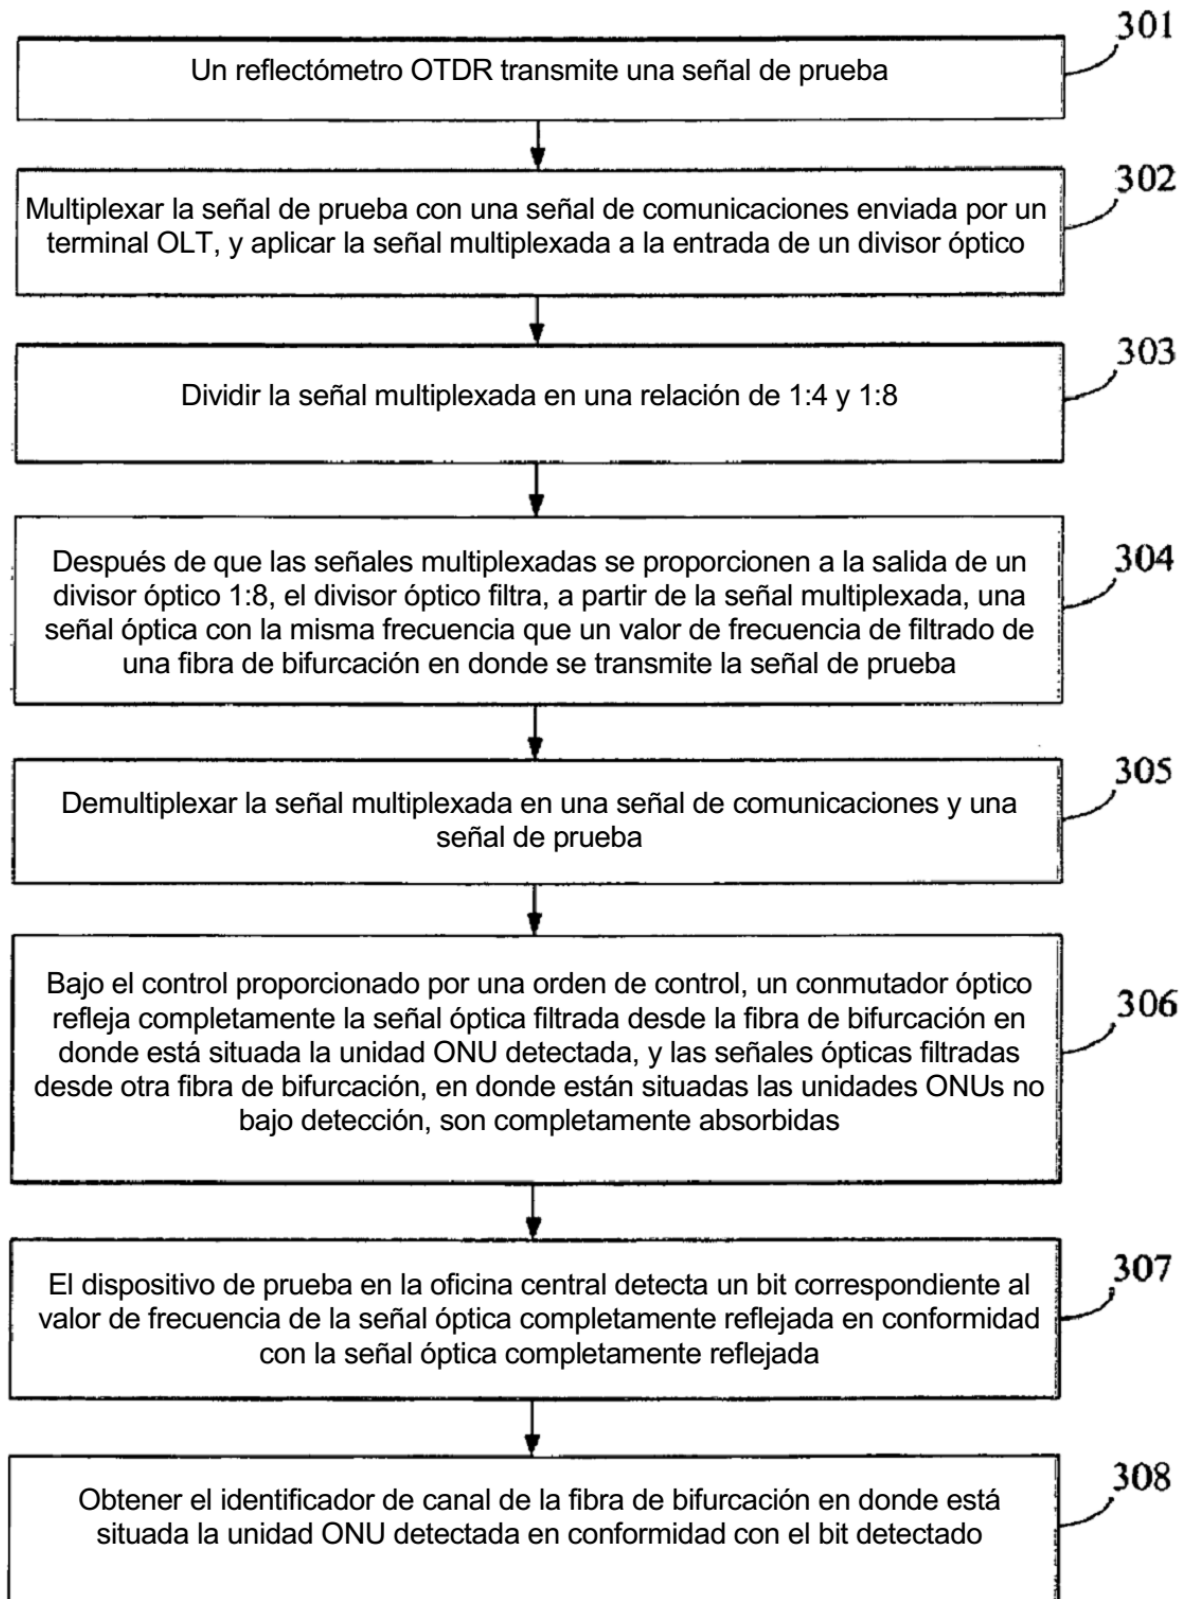 301
Un reflectómetro OTDR transmite una señal de prueba
302
Multiplexar la señal de prueba con una señal de comunicaciones enviada por un
terminal OLT, y aplicar la señal multiplexada a la entrada de un divisor óptico
303
Dividir la señal multiplexada en una relación de 1:4 y 1:8
304
Después de que las señales multiplexadas se proporcionen a la salida de un
divisor óptico 1:8, el divisor óptico filtra, a partir de la señal multiplexada, una
señal óptica con la misma frecuencia que un valor de frecuencia de filtrado de
una fibra de bifurcación en donde se transmite la señal de prueba
305
Demultiplexar la señal multiplexada en una señal de comunicaciones y una
señal de prueba
306
Bajo el control proporcionado por una orden de control, un conmutador óptico
refleja completamente la señal óptica filtrada desde la fibra de bifurcación en
donde está situada la unidad ONU detectada, y las señales ópticas filtradas
desde otra fibra de bifurcación, en donde están situadas las unidades ONUs no
bajo detección, son completamente absorbidas
307
El dispositivo de prueba en la oficina central detecta un bit correspondiente al
valor de frecuencia de la señal óptica completamente reflejada en conformidad
con la señal óptica completamente reflejada
308
Obtener el identificador de canal de la fibra de bifurcación en donde está
situada la unidad ONU detectada en conformidad con el bit detectado